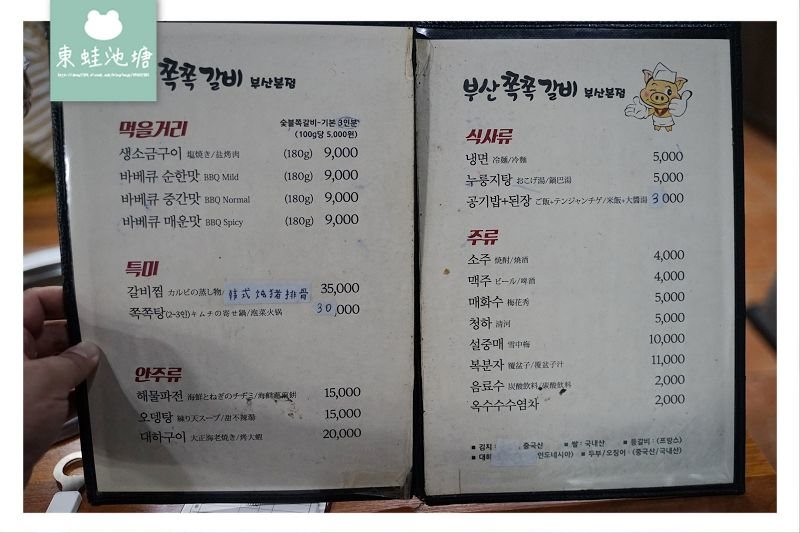 東蛙池塘
쪽쪽갈비 부산본점
숯불쪽갈비-기본 3인분
먹을거리
(100g당 5,000원)
생소금구이 塩焼き/盐烤肉 (180g) 9,000
바베큐 순한맛 BBQ Mild (180g) 9,000
바베큐 중간맛 BBQ Normal (180g) 9,000
바베큐 매운맛 BBQ Spicy (180g) 9,000
특미
갈비찜 カルビの蒸し物/韓式炖豬排骨 35,000
쪽쪽탕(2~3인)キムチの寄せ鍋/泡菜火锅 30,000
안주류
해물파전 海鮮とねぎのチヂミ/海鮮蔥煎餅 15,000
오뎅탕 練り天スープ/甜不辣湯 15,000
대하구이 大正海老焼き/烤大蝦 20,000
부산쪽쪽갈비 부산본점
식사류
냉면 冷麺/冷麵 5,000
누룽지탕 おこげ湯/鍋巴湯 5,000
공기밥+된장 ご飯+テンジャンチゲ/米飯+大醬湯 3000
주류
소주 焼酎/燒酒 4,000
맥주 ビール/啤酒 4,000
매화수 梅花秀 5,000
청하 清河 5,000
설중매 雪中梅 10,000
복분자 覆盆子/覆盆子汁 11,000
음료수 炭酸飲料/碳酸飲料 2,000
옥수수수염차 2,000
■ 김치 중국산 ■ 쌀:국내산 ■ 등갈비:(프랑스)
■ 대하 인도네시아) ■ 두부/오징어:(중국산/국내산)